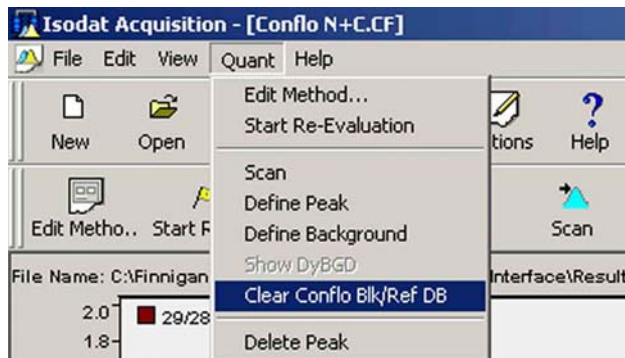 Isodat Acquisition - [Conflo N+C.CF]
File Edit View Quant Help
New Open tions Help
Edit Metho.. Start R Scan
Edit Method...
Start Re-Evaluation
Scan
Define Peak
Define Background
Show DyBGD
Clear Conflo Blk/Ref DB
Delete Peak
File Name: C:\Finnigan nterface\Result
2.0
29/28
1.8